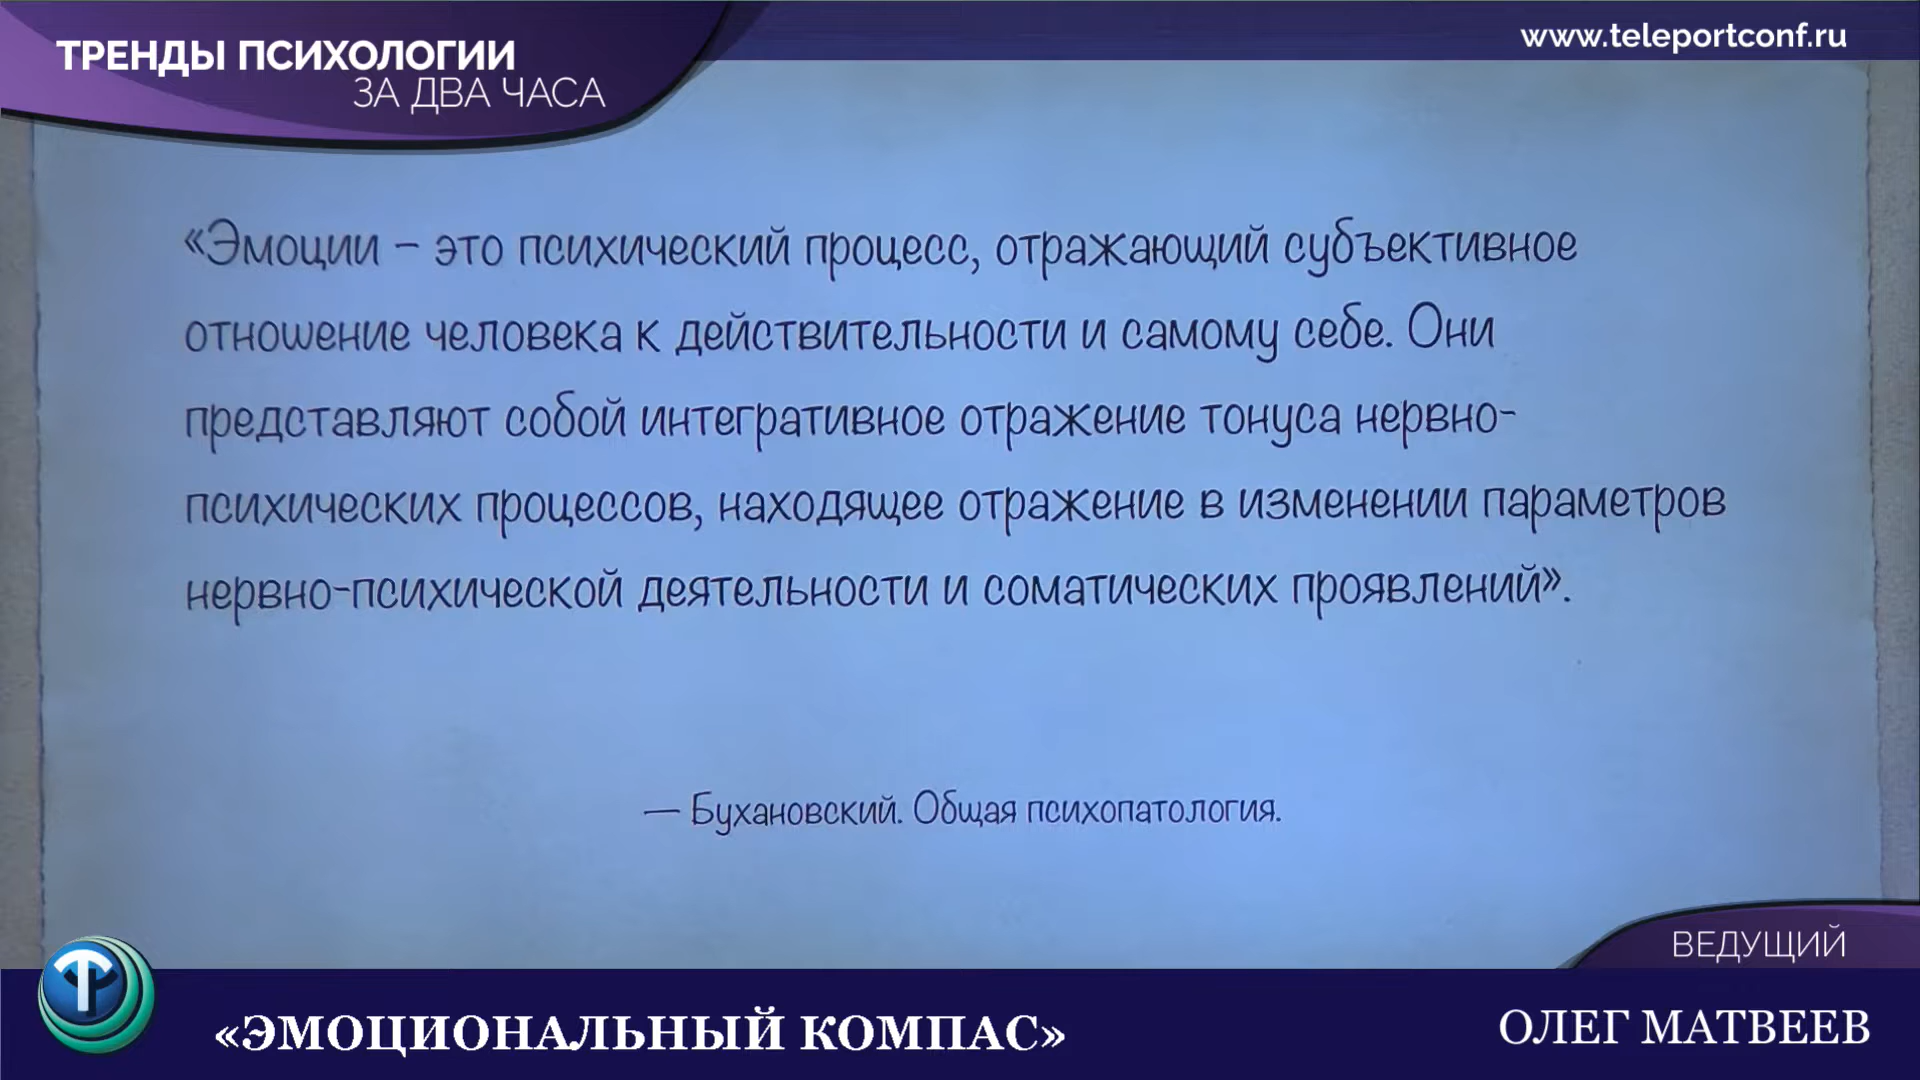 ТРЕНДЫ ПСИХОЛОГИИ
ЗА ДВА ЧАСА
www.teleportconf.ru
«Эмоции – это психический процесс, отражающий субъективное
отношение человека к действительности и самому себе. Они
представляют собой интегративное отражение тонуса нервно-
психических процессов, находящее отражение в изменении параметров
нервно-психической деятельности и соматических проявлений».
— Бухановский. Общая психопатология.
ВЕДУЩИЙ
«ЭМОЦИОНАЛЬНЫЙ КОМПАС»
ОЛЕГ МАТВЕЕВ